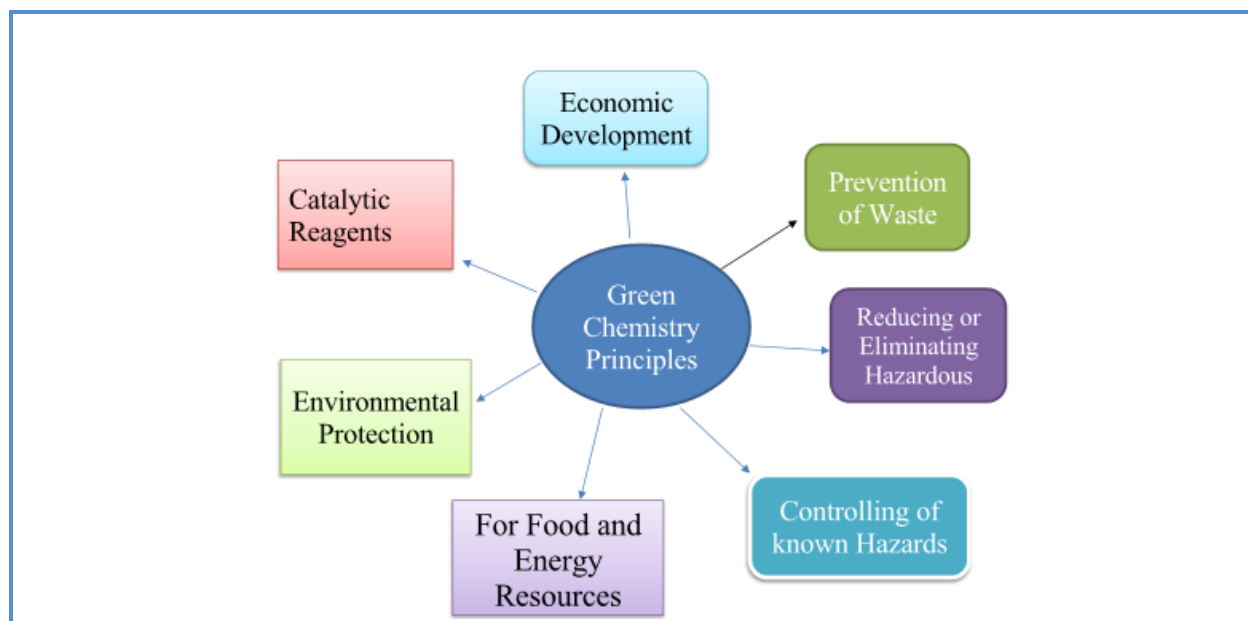 Economic
Development
Prevention
of Waste
Catalytic
Reagents
Green
Chemistry
Principles
Reducing or
Eliminating
Hazardous
Environmental
Protection
Controlling of
known Hazards
For Food and
Energy
Resources